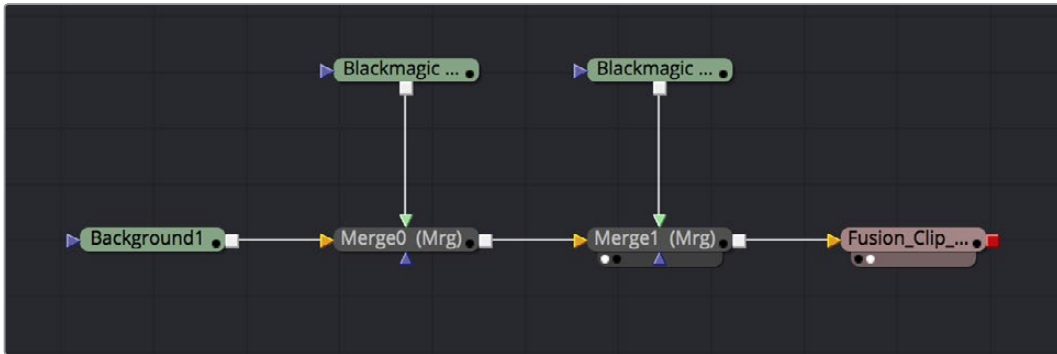 Blackmagic ...
Blackmagic ...
Background1
Merge0 (Mrg)
Merge1 (Mrg)
Fusion_Clip_...